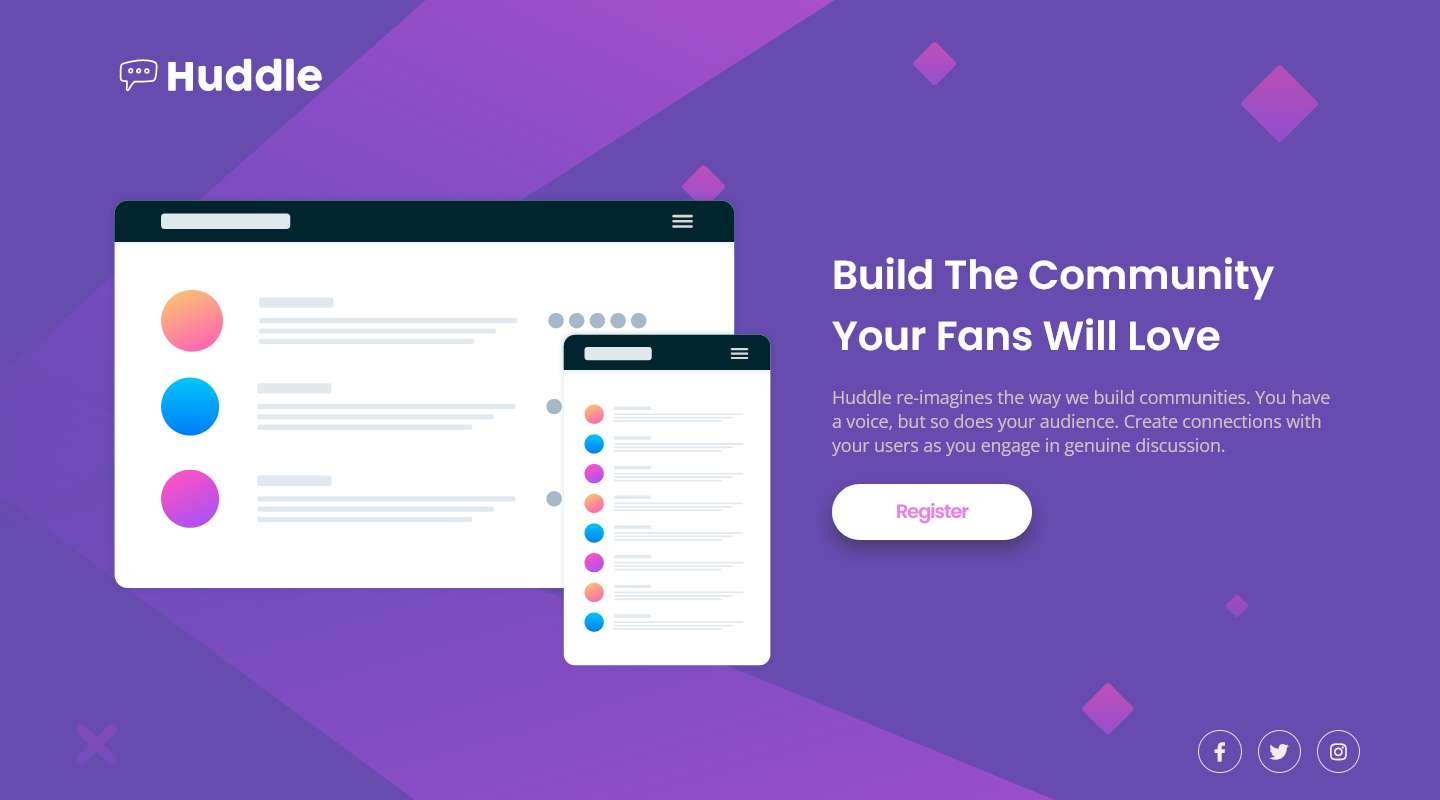 Huddle
Build The Community
Your Fans Will Love
Huddle re-imagines the way we build communities. You have
a voice, but so does your audience. Create connections with
your users as you engage in genuine discussion.
Register